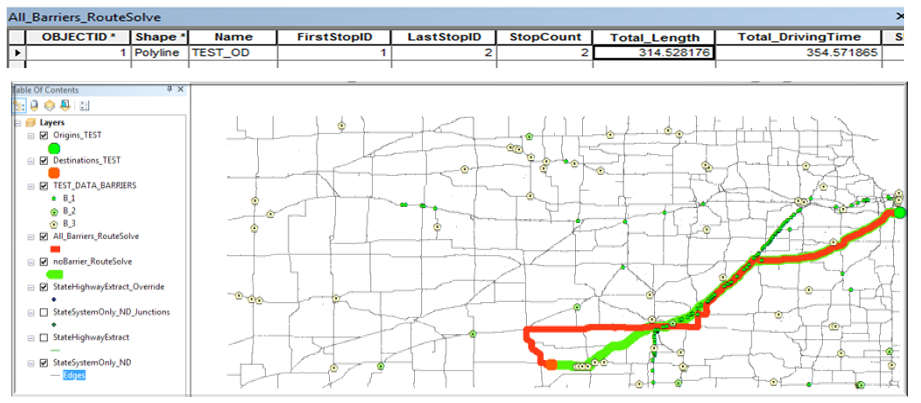 All_Barriers_RouteSolve
OBJECTID * Shape * Name FirstStopID LastStopID StopCount Total_Length Total_DrivingTime
1 Polyline TEST_OD 1 2 2 314.528176 354.571865
Table Of Contents
Layers
Origins_TEST
Destinations_TEST
TEST_DATA_BARRIERS
B_1
B_2
B_3
All_Barriers_RouteSolve
noBarrier_RouteSolve
StateHighwayExtract_Override
StateSystemOnly_ND_Junctions
StateHighwayExtract
StateSystemOnly_ND
Edges